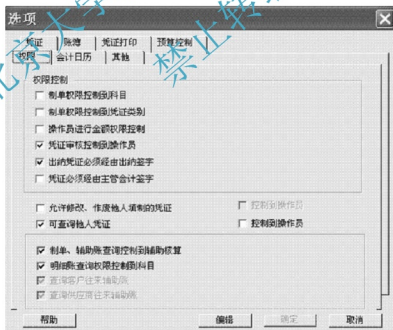 选项
凭证 账簿 凭证打印 预算控制
权限 会计日历 其他
权限控制
制单权限控制到科目
制单权限控制到凭证类别
操作员进行金额权限控制
凭证审核控制到操作员
出纳凭证必须经由出纳签字
凭证必须经由主管会计签字
允许修改、作废他人填制的凭证 控制到操作员
可查询他人凭证 控制到操作员
制单、辅助账查询控制到辅助核算
明细账查询权限控制到科目
查询客户往来辅助账
查询供应商往来辅助账
帮助 编辑 确定 取消
北京大学
禁止转